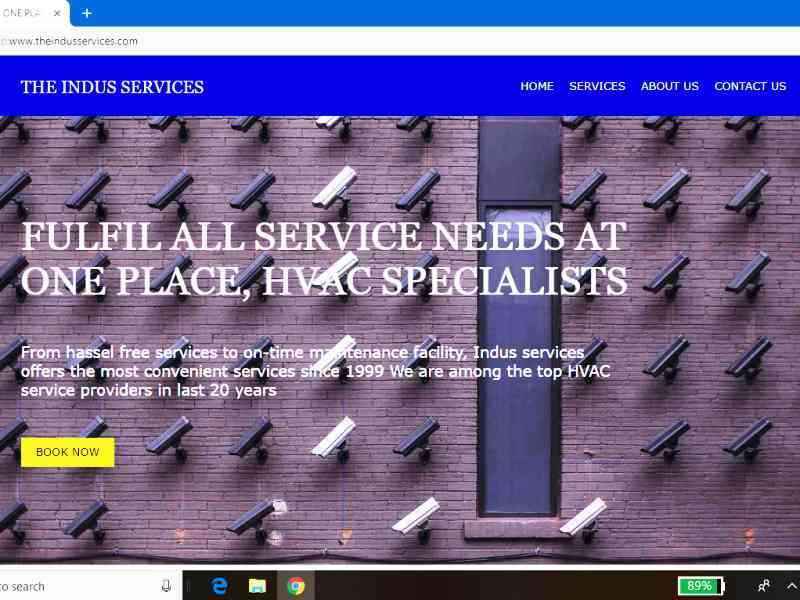 ONE PLA
www.theindusservices.com
THE INDUS SERVICES
HOME SERVICES ABOUT US CONTACT US
FULFIL ALL SERVICE NEEDS AT
ONE PLACE, HVAC SPECIALISTS
From hassel free services to on-time maintenance facility, Indus services
offers the most convenient services since 1999 We are among the top HVAC
service providers in last 20 years
BOOK NOW
to search
89%